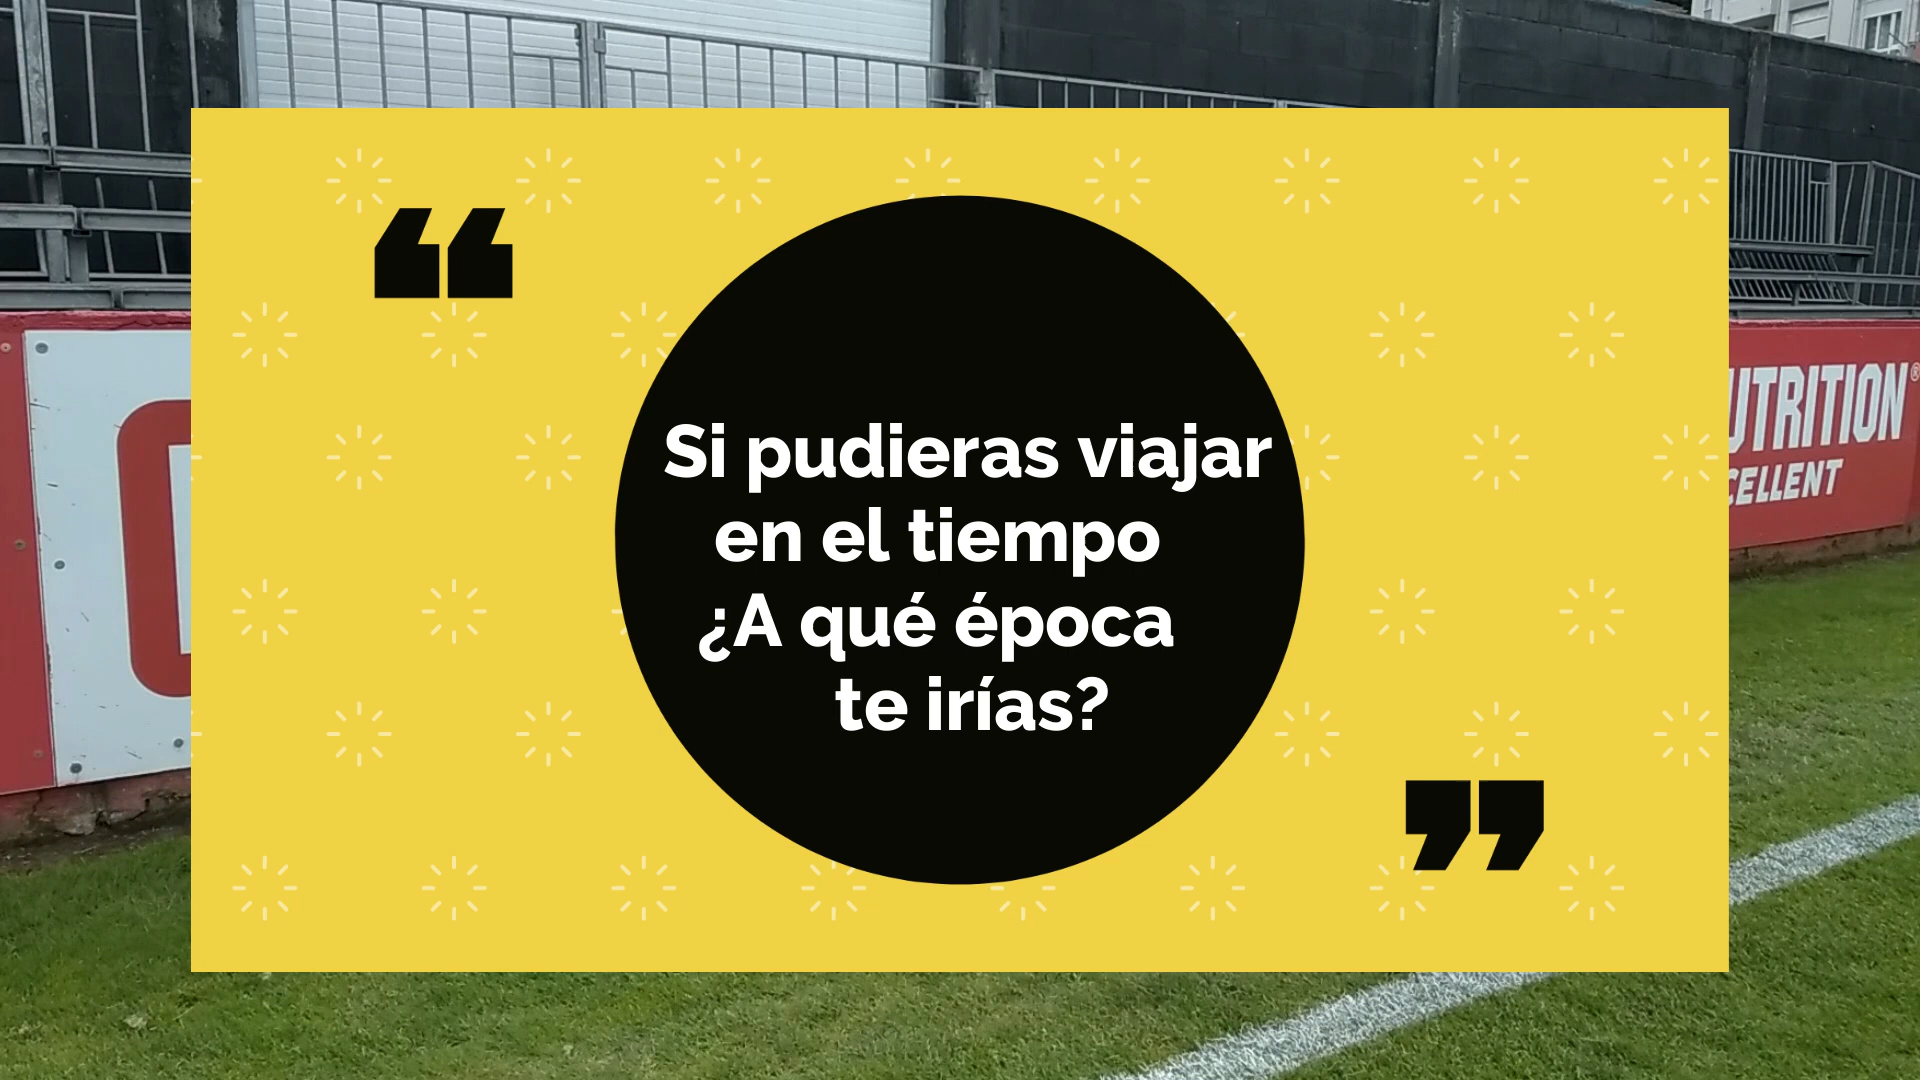 “
Si pudieras viajar
en el tiempo
¿A qué época
te irías?
”
UTRITION®
CELLENT